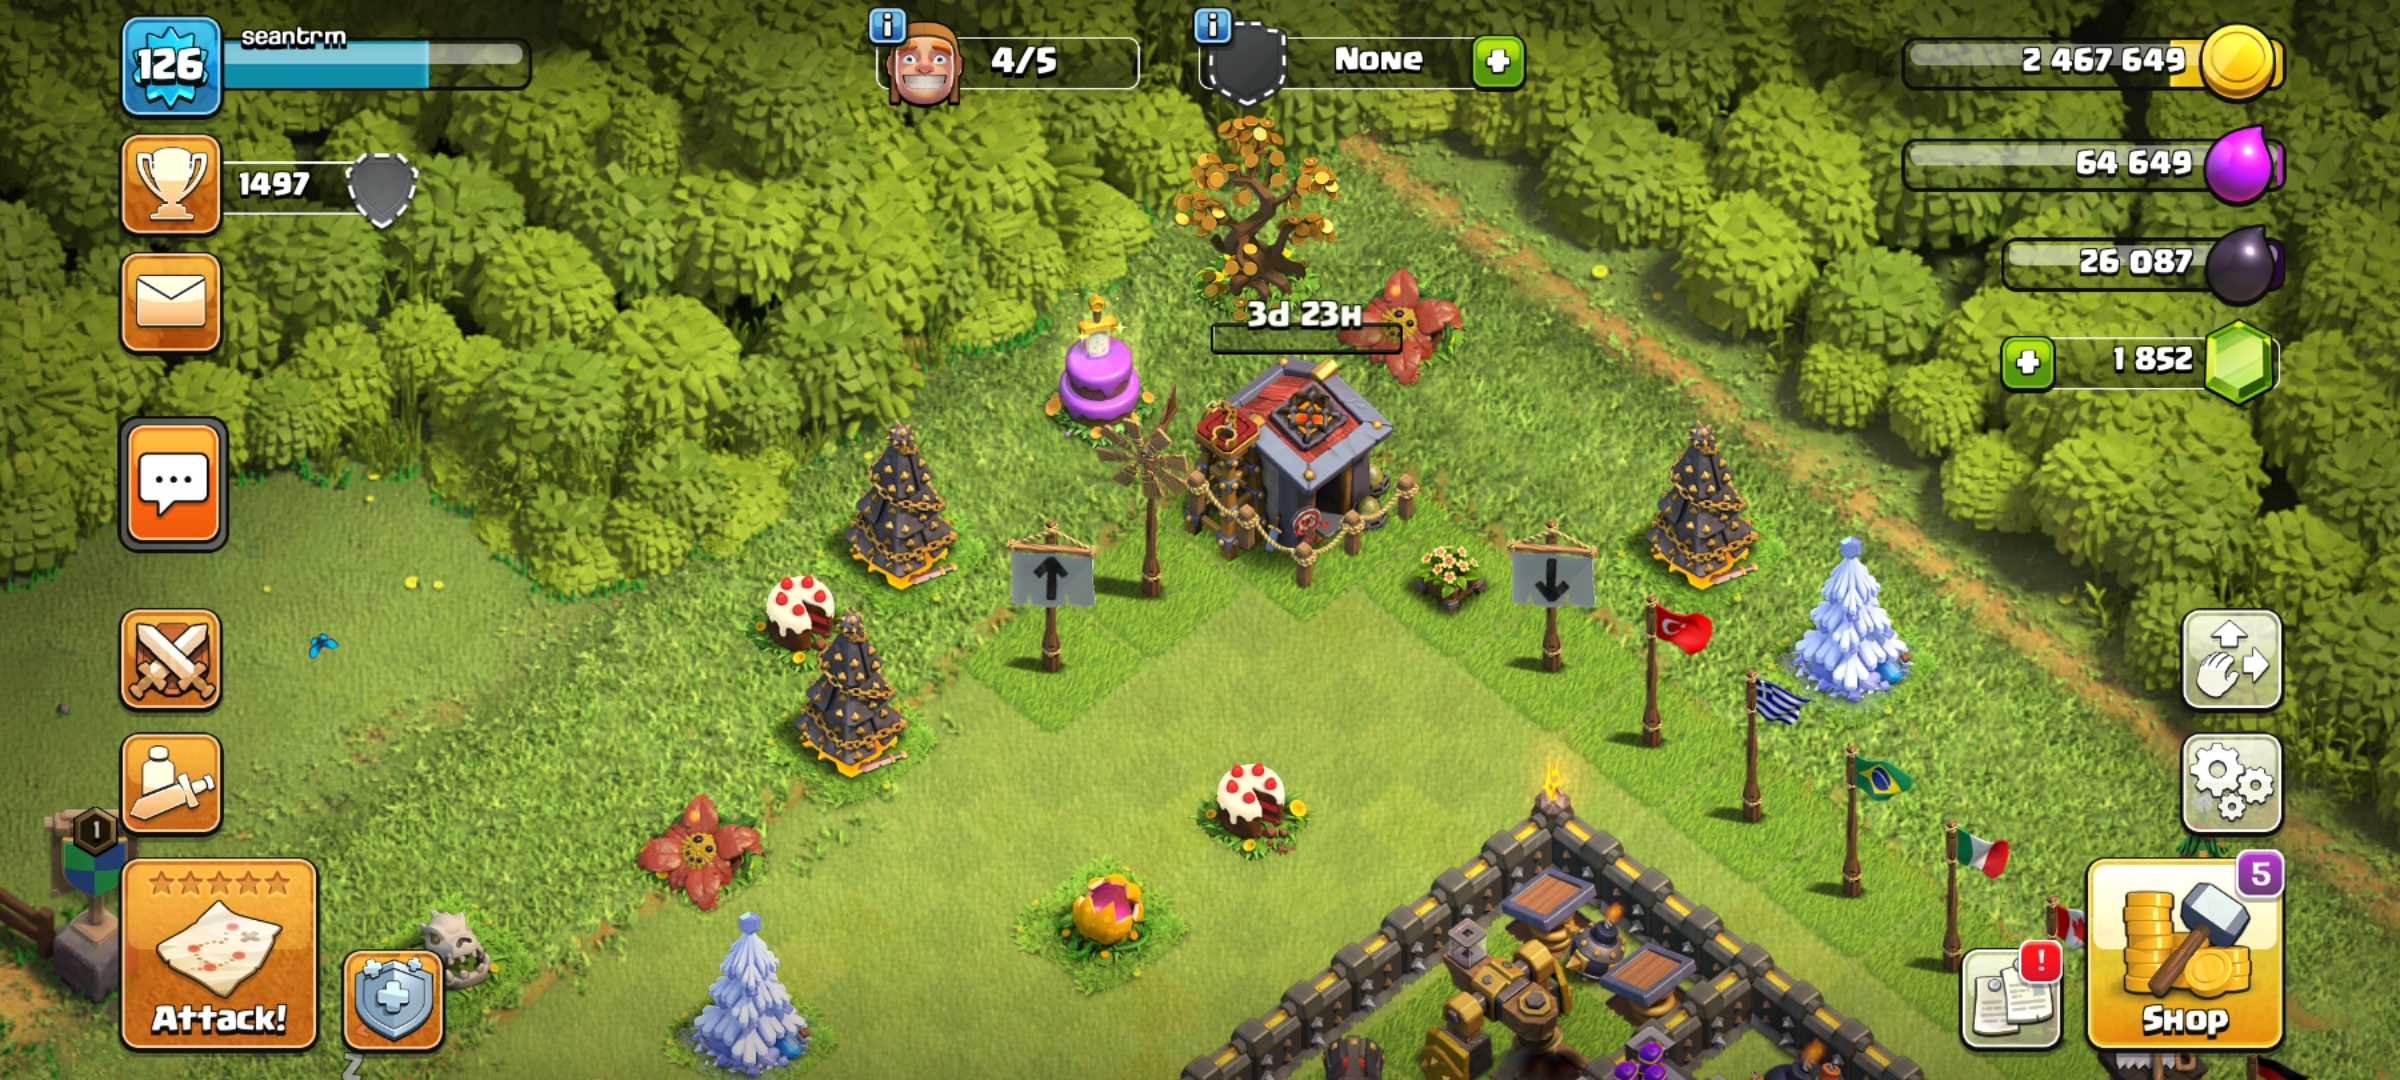 126
seantrm
i
4/5
i
None
2 467 649
1497
64 649
26 087
1 852
3d 23H
1
5
!
Attack!
Shop
Z